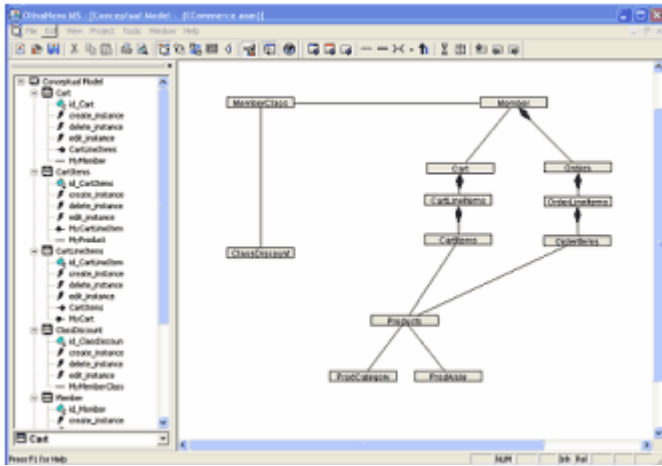 OlivaNova MS - [Conceptual Model - (ECommerce.oom)]
File Edit View Project Tools Window Help
Conceptual Model
Cart
id_Cart
create_instance
delete_instance
edit_instance
CartLineItems
MyMember
CartItems
id_CartItems
create_instance
delete_instance
edit_instance
MyCartLineItem
MyProduct
CartLineItems
id_CartLineItem
create_instance
delete_instance
edit_instance
CartItems
MyCart
ClassDiscount
id_ClassDiscoun
create_instance
delete_instance
edit_instance
MyMemberClass
Member
id_Member
create_instance
Cart
MemberClass
Member
Cart
Orders
CartLineItems
OrderLineItems
ClassDiscount
CartItems
OrderItems
Products
ProdCategory
Press F1 for Help
NUM